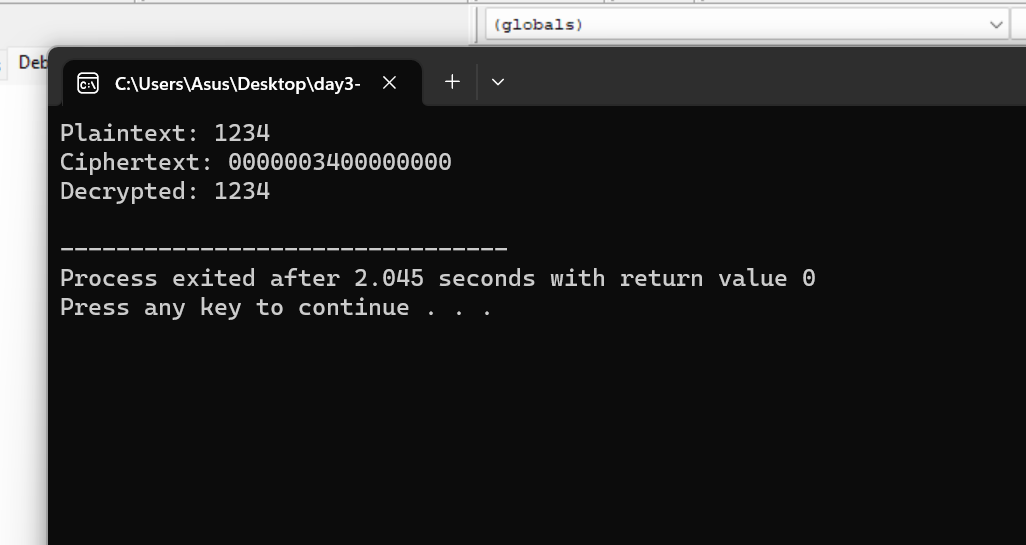 (globals)
Deb
C:\Users\Asus\Desktop\day3-
Plaintext: 1234
Ciphertext: 0000003400000000
Decrypted: 1234
--------------------------------
Process exited after 2.045 seconds with return value 0
Press any key to continue . . .